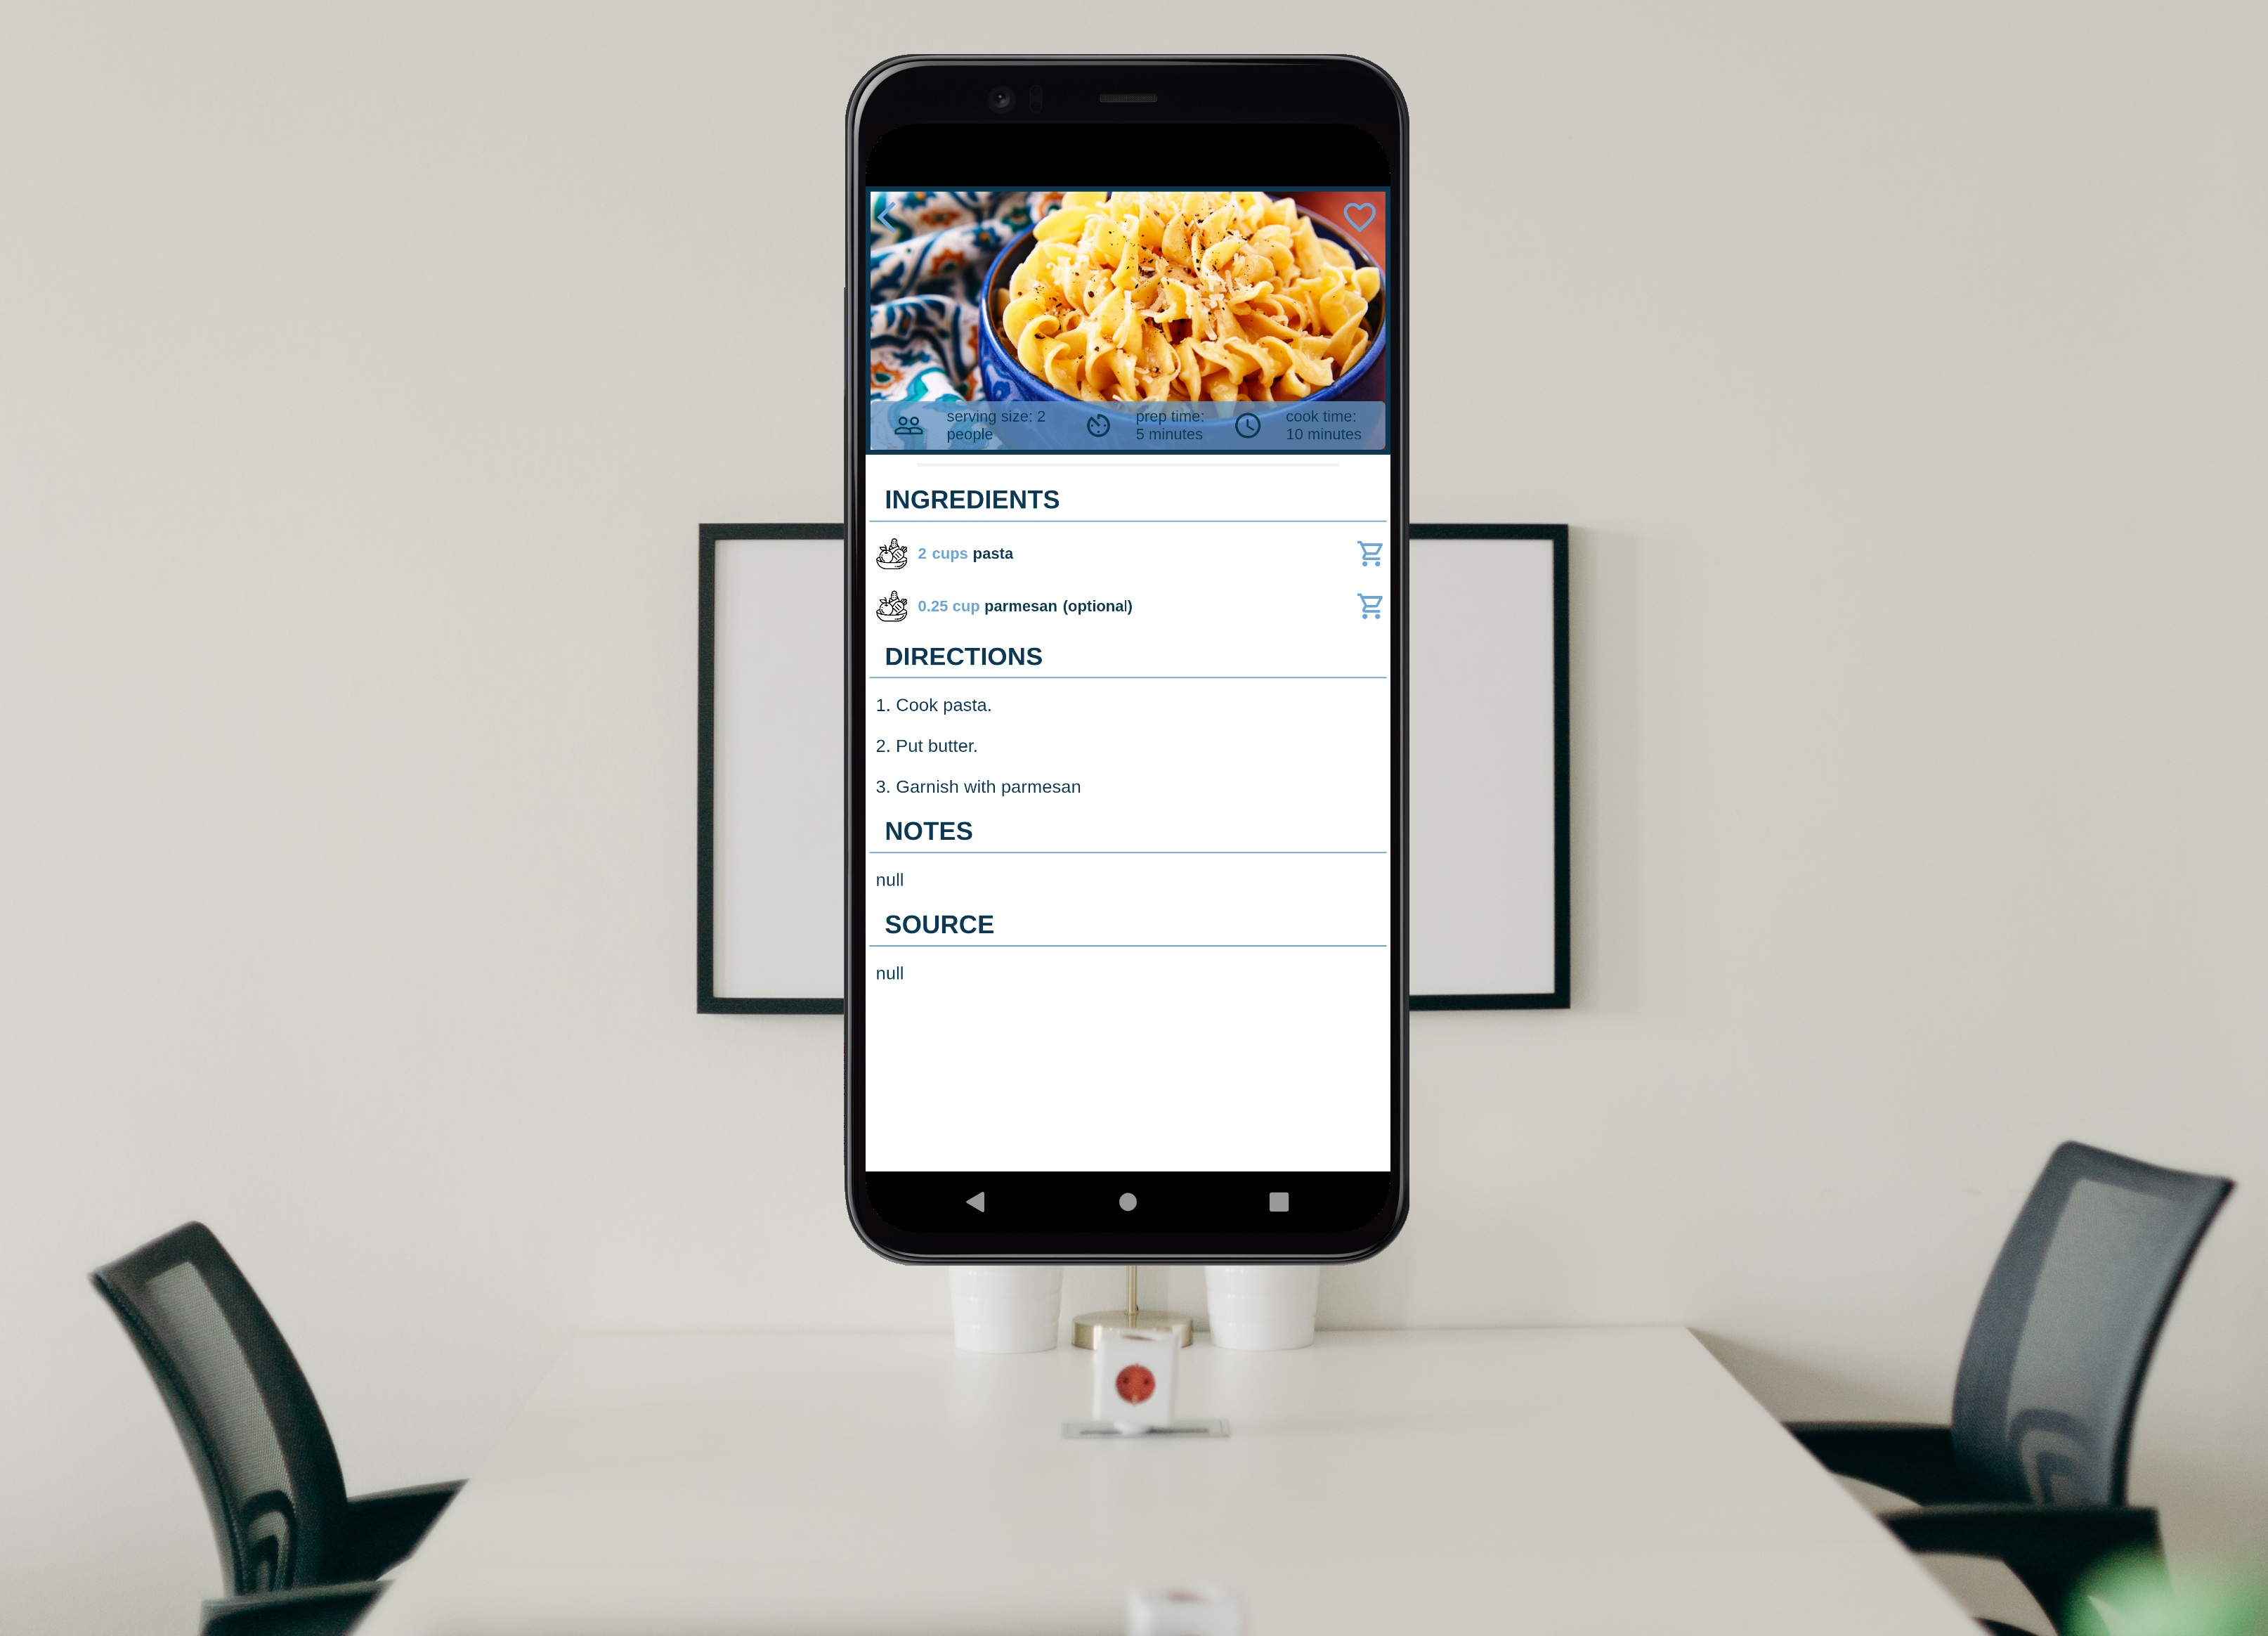 serving size: 2
people
prep time:
5 minutes
cook time:
10 minutes
INGREDIENTS
2 cups pasta
0.25 cup parmesan (optional)
DIRECTIONS
1. Cook pasta.
2. Put butter.
3. Garnish with parmesan
NOTES
null
SOURCE
null